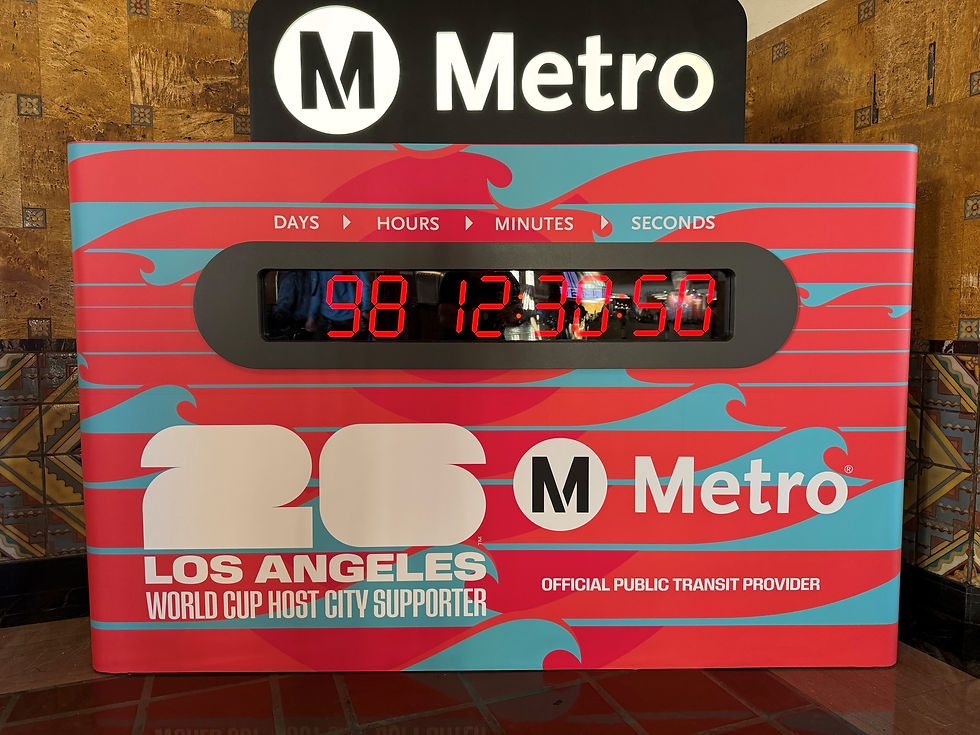 M Metro
DAYS HOURS MINUTES SECONDS
98 12:30:50
26™
LOS ANGELES
WORLD CUP HOST CITY SUPPORTER
M Metro®
OFFICIAL PUBLIC TRANSIT PROVIDER